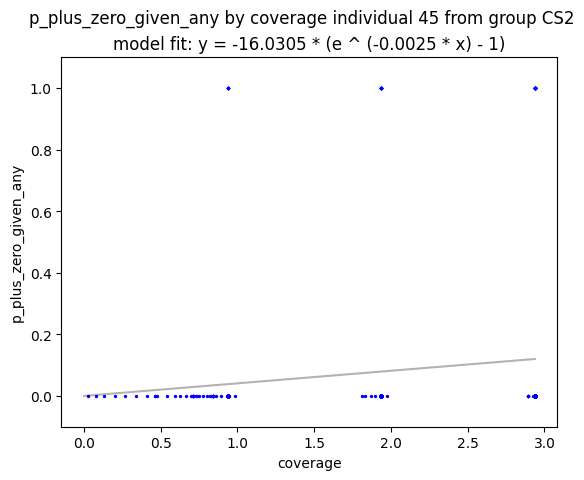 p_plus_zero_given_any by coverage individual 45 from group CS2
model fit: y = -16.0305 * (e ^ (-0.0025 * x) - 1)
1.0
0.8
0.6
0.4
0.2
0.0
p_plus_zero_given_any
0.0 0.5 1.0 1.5 2.0 2.5 3.0
coverage